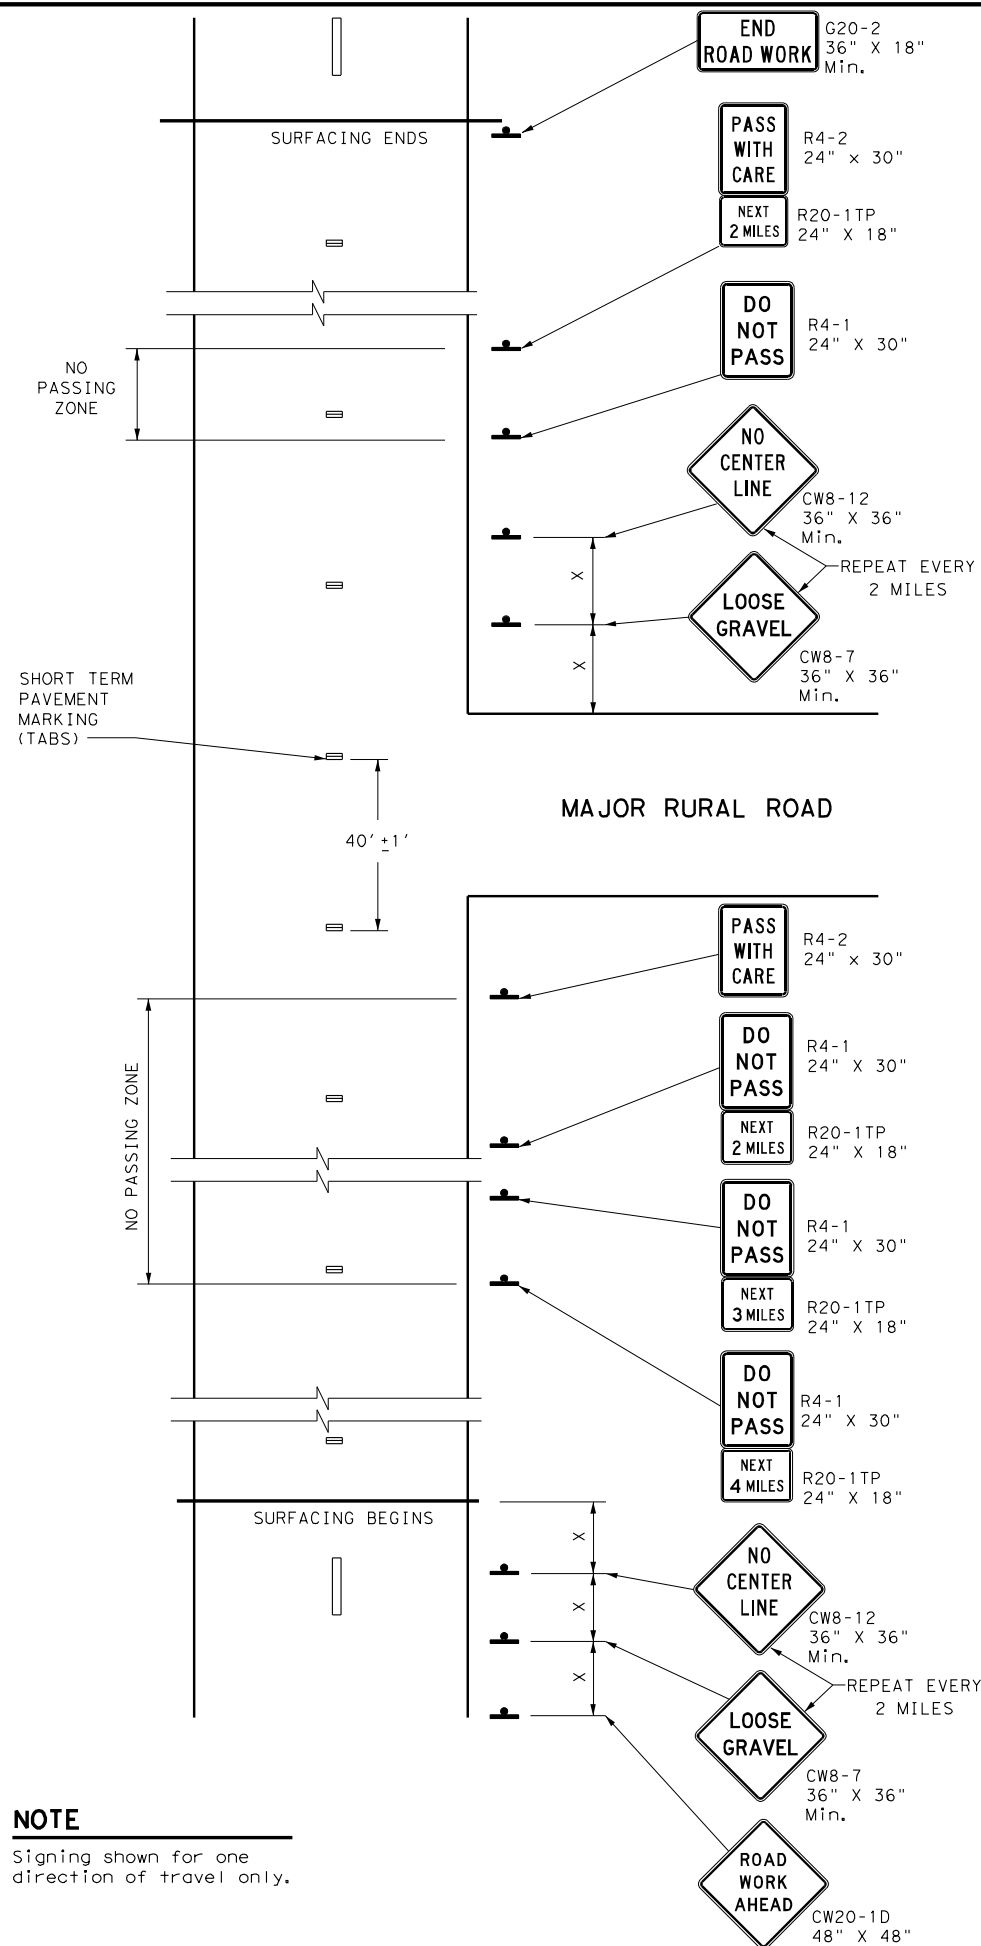 END
ROAD WORK
G20-2
36" X 18"
Min.
SURFACING ENDS
PASS
WITH
CARE
R4-2
24" x 30"
NEXT
2 MILES
R20-1TP
24" X 18"
DO
NOT
PASS
R4-1
24" X 30"
NO
PASSING
ZONE
NO
CENTER
LINE
CW8-12
36" X 36"
Min.
X
REPEAT EVERY
2 MILES
LOOSE
GRAVEL
CW8-7
36" X 36"
Min.
X
SHORT TERM
PAVEMENT
MARKING
(TABS)
40' ±1'
MAJOR RURAL ROAD
PASS
WITH
CARE
R4-2
24" x 30"
DO
NOT
PASS
R4-1
24" X 30"
NEXT
2 MILES
R20-1TP
24" X 18"
NO PASSING ZONE
DO
NOT
PASS
R4-1
24" X 30"
NEXT
3 MILES
R20-1TP
24" X 18"
DO
NOT
PASS
R4-1
24" X 30"
NEXT
4 MILES
R20-1TP
24" X 18"
SURFACING BEGINS
X
NO
CENTER
LINE
CW8-12
36" X 36"
Min.
X
REPEAT EVERY
2 MILES
X
LOOSE
GRAVEL
CW8-7
36" X 36"
Min.
NOTE
Signing shown for one
direction of travel only.
ROAD
WORK
AHEAD
CW20-1D
48" X 48"